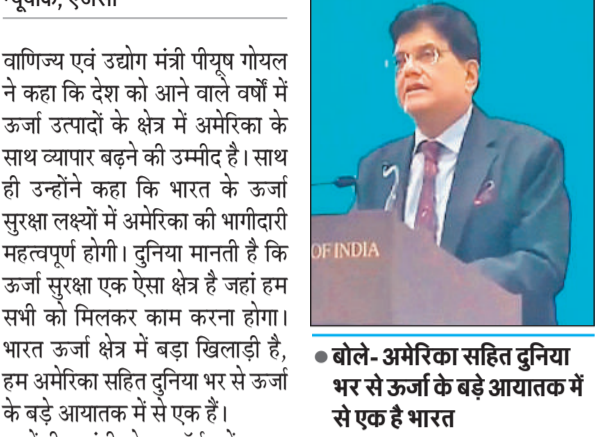 न्यूयॉर्क, एजेंसी
वाणिज्य एवं उद्योग मंत्री पीयूष गोयल
ने कहा कि देश को आने वाले वर्षों में
ऊर्जा उत्पादों के क्षेत्र में अमेरिका के
साथ व्यापार बढ़ने की उम्मीद है। साथ
ही उन्होंने कहा कि भारत के ऊर्जा
सुरक्षा लक्ष्यों में अमेरिका की भागीदारी
महत्वपूर्ण होगी। दुनिया मानती है कि
ऊर्जा सुरक्षा एक ऐसा क्षेत्र है जहां हम
सभी को मिलकर काम करना होगा।
भारत ऊर्जा क्षेत्र में बड़ा खिलाड़ी है,
हम अमेरिका सहित दुनिया भर से ऊर्जा
के बड़े आयातक में से एक हैं।
OF INDIA
● बोले- अमेरिका सहित दुनिया
भर से ऊर्जा के बड़े आयातक में
से एक है भारत